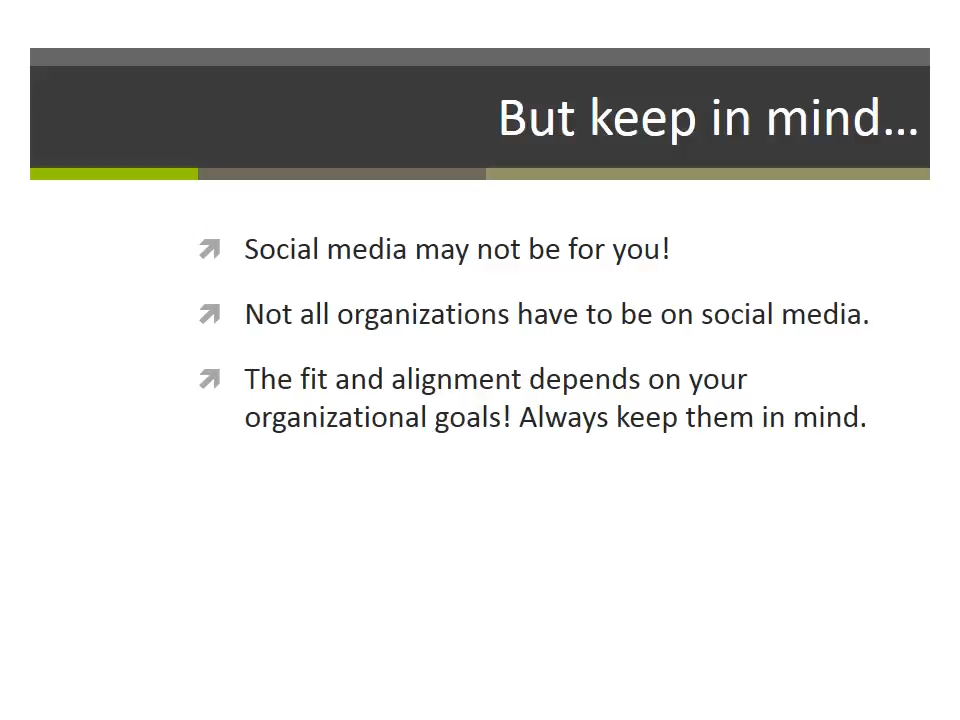 But keep in mind…
Social media may not be for you!
Not all organizations have to be on social media.
The fit and alignment depends on your
organizational goals! Always keep them in mind.